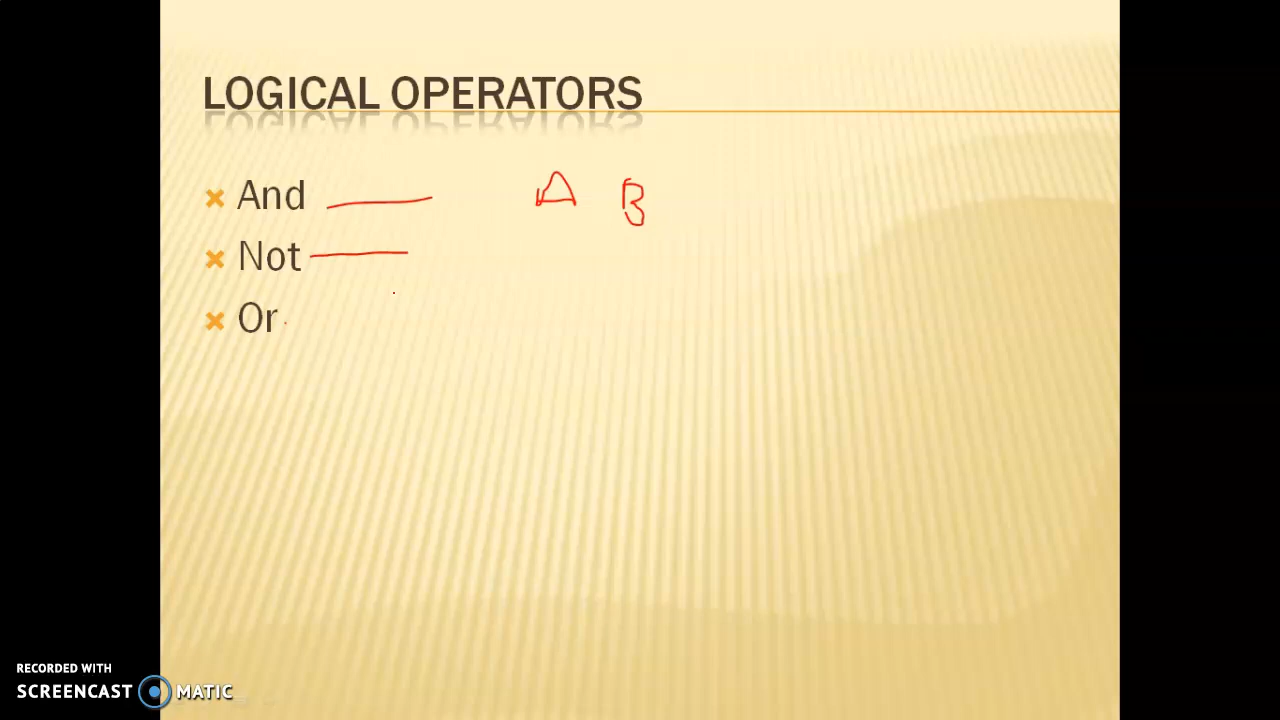 LOGICAL OPERATORS
And A B
Not
Or
RECORDED WITH
SCREENCAST MATIC